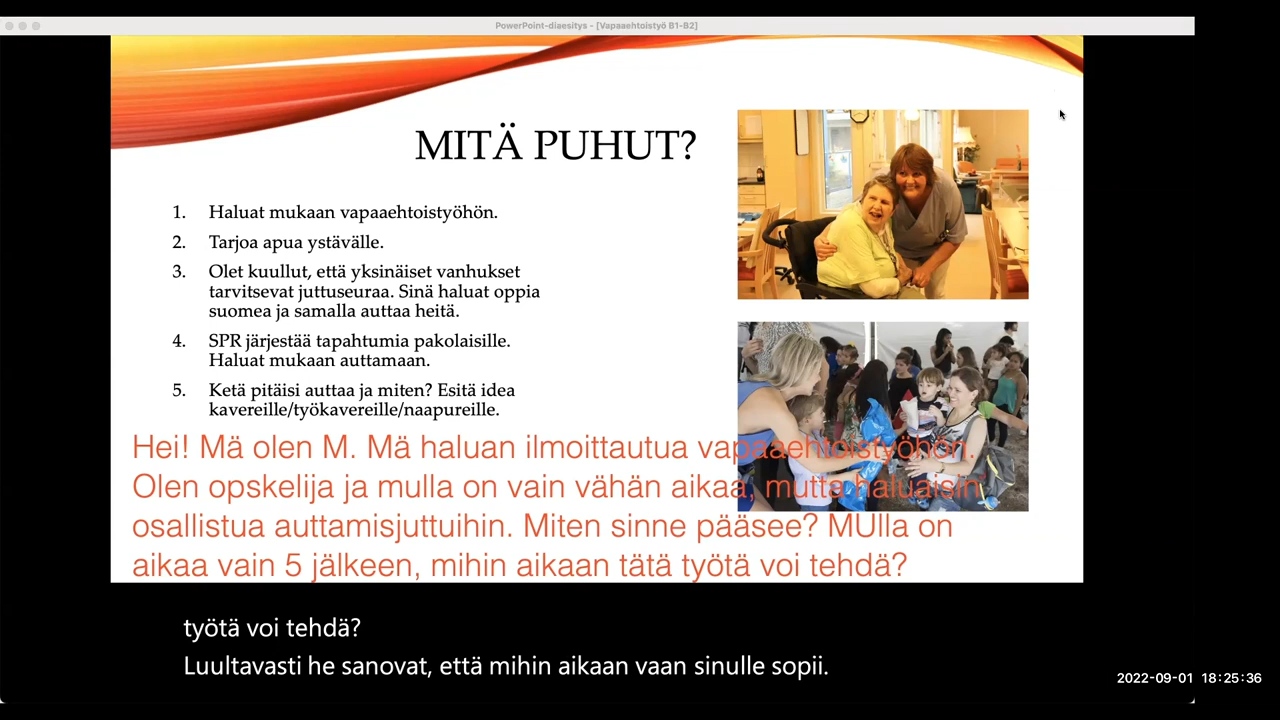 PowerPoint-diaesitys - [Vapaaehtoistyö B1-B2]
MITÄ PUHUT?
1. Haluat mukaan vapaaehtoistyöhön.
2. Tarjoa apua ystävälle.
3. Olet kuullut, että yksinäiset vanhukset
tarvitsevat juttuseuraa. Sinä haluat oppia
suomea ja samalla auttaa heitä.
4. SPR järjestää tapahtumia pakolaisille.
Haluat mukaan auttamaan.
5. Ketä pitäisi auttaa ja miten? Esitä idea
kavereille/työkavereille/naapureille.
Hei! Mä olen M. Mä haluan ilmoittautua vapaaehtoistyöhön.
Olen opskelija ja mulla on vain vähän aikaa, mutta haluaisin
osallistua auttamisjuttuihin. Miten sinne pääsee? MUlla on
aikaa vain 5 jälkeen, mihin aikaan tätä työtä voi tehdä?
työtä voi tehdä?
Luultavasti he sanovat, että mihin aikaan vaan sinulle sopii.
2022-09-01 18:25:36